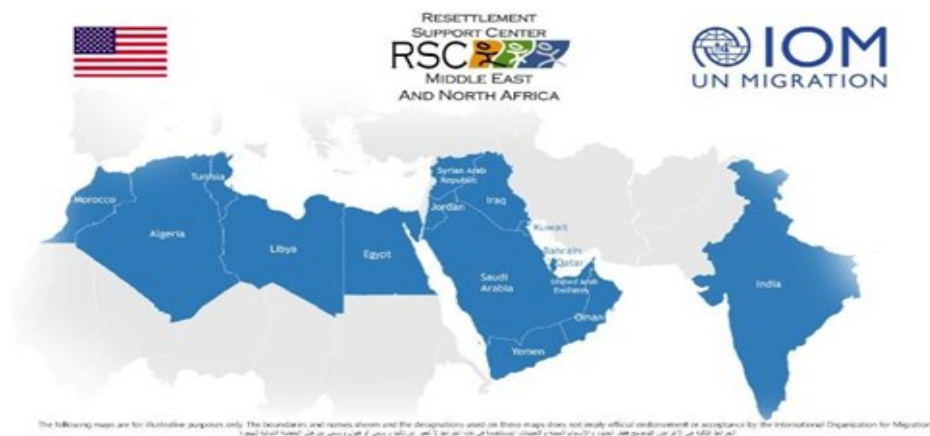 RESETTLEMENT
SUPPORT CENTER
RSC
MIDDLE EAST
AND NORTH AFRICA
IOM
UN MIGRATION
Morocco
Algeria
Tunisia
Libya
Egypt
Syrian Arab
Republic
Jordan
Iraq
Kuwait
Bahrain
Qatar
Saudi
Arabia
United Arab
Emirates
Oman
Yemen
India
The following maps are for illustrative purposes only. The boundaries and names shown and the designations used on these maps does not imply official endorsement or acceptance by the International Organization for Migration